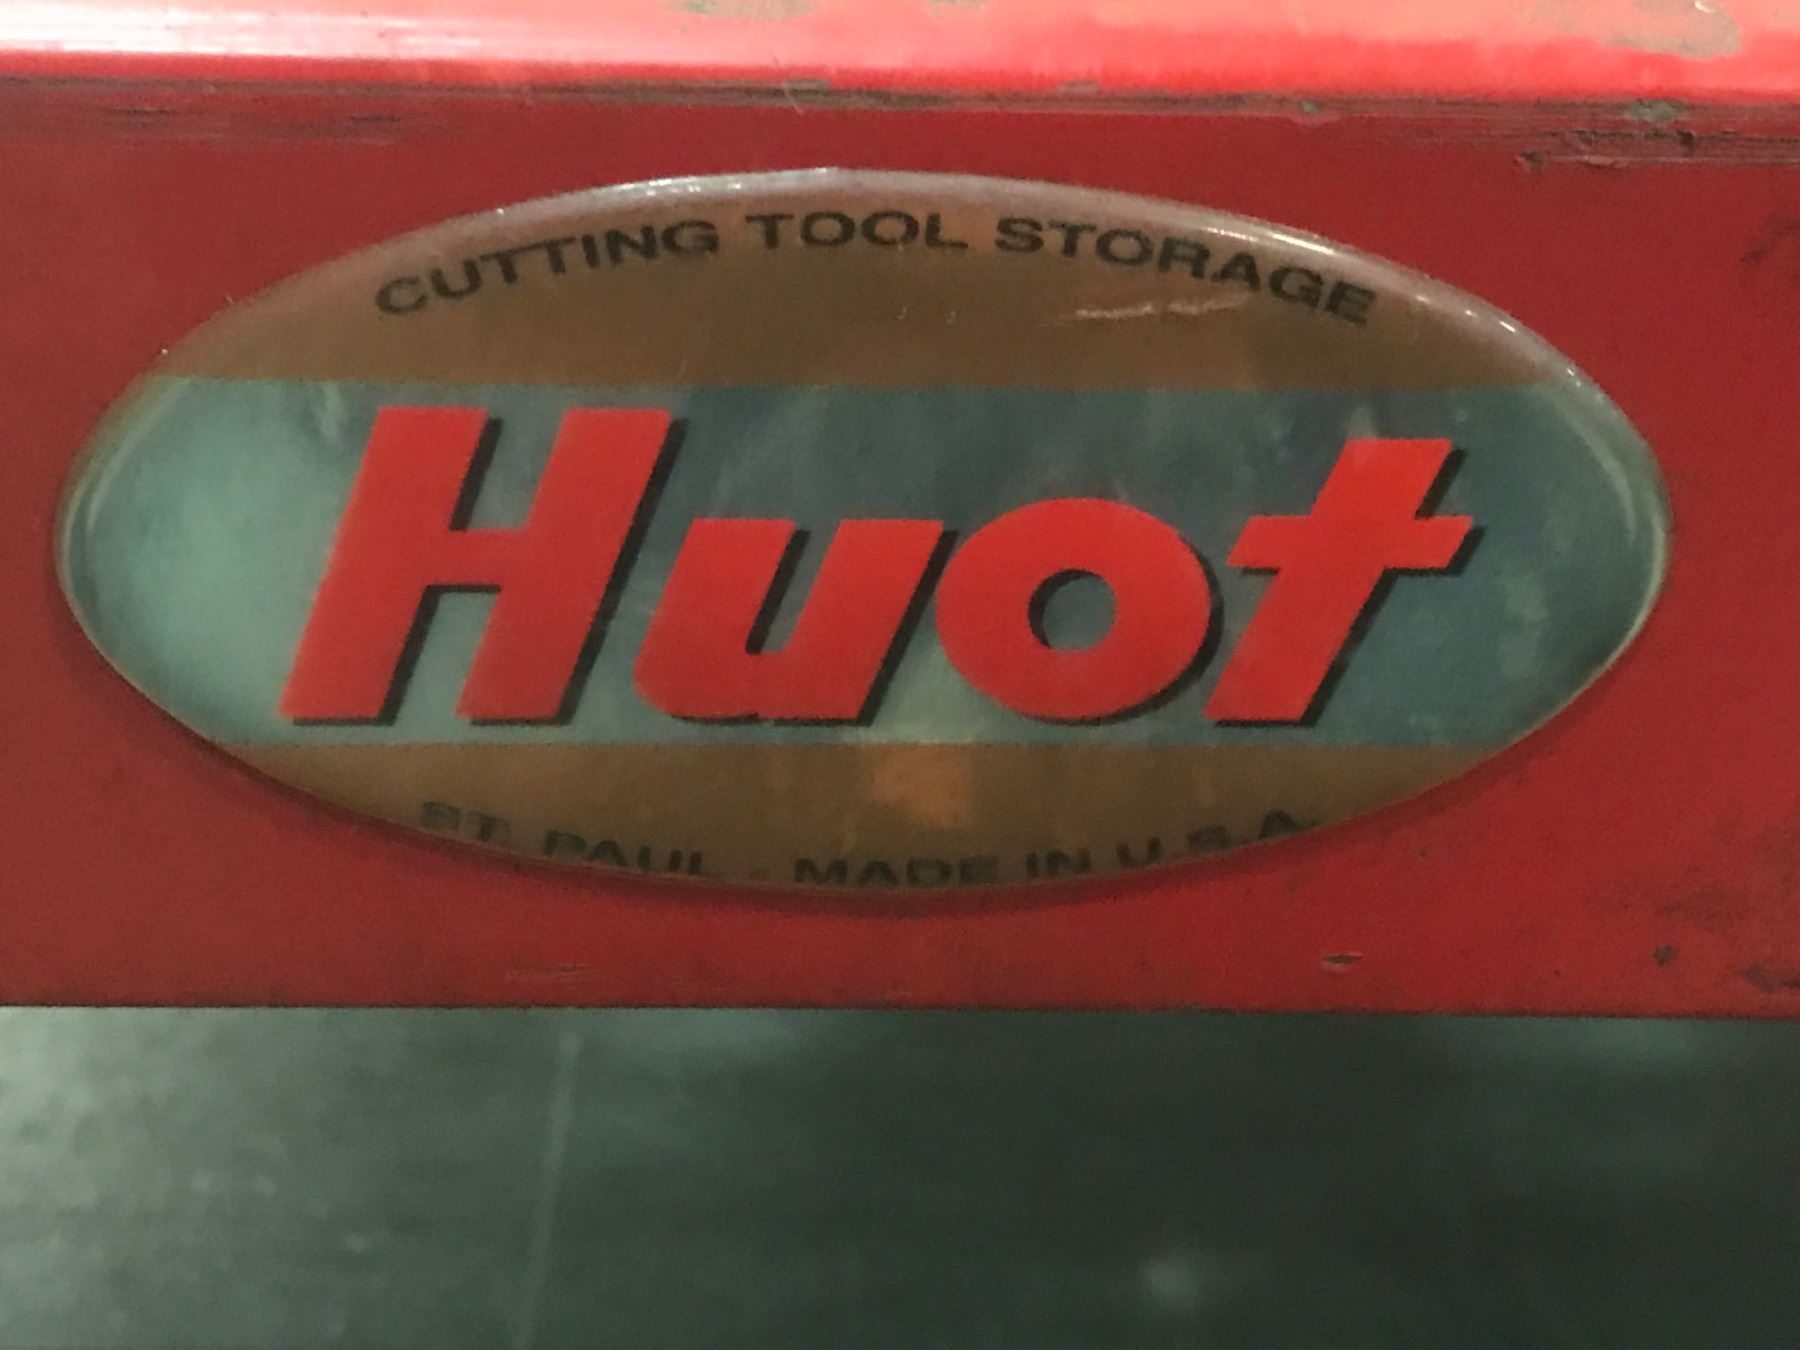 CUTTING TOOL STORAGE
Huot
ST. PAUL - MADE IN U.S.A.